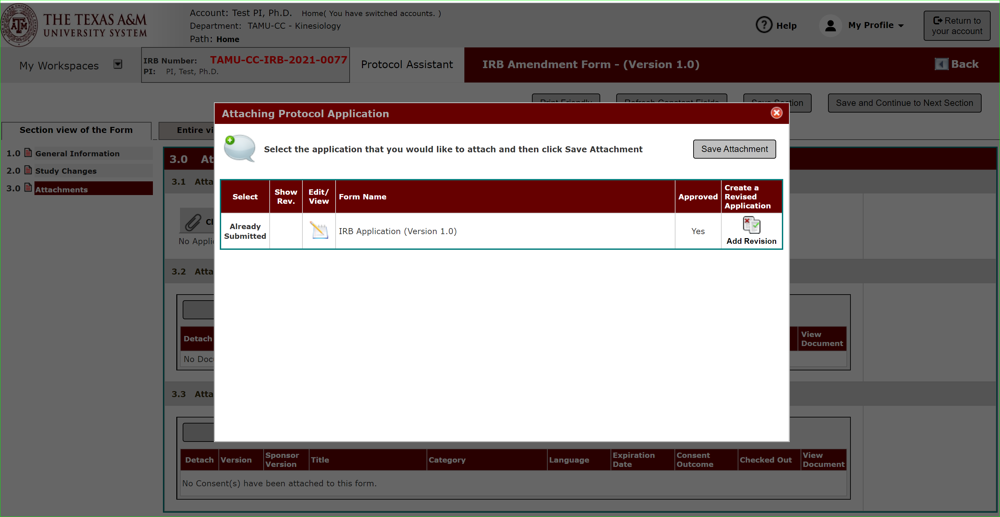 THE TEXAS A&M
UNIVERSITY SYSTEM
Account: Test PI, Ph.D. Home( You have switched accounts. )
Department: TAMU-CC - Kinesiology
Path: Home
? Help
My Profile
Return to
your account
My Workspaces
IRB Number: TAMU-CC-IRB-2021-0077
PI: PI, Test, Ph.D.
Protocol Assistant
IRB Amendment Form - (Version 1.0)
Back
Print Friendly
Refresh Constant Fields
Save Section
Save and Continue to Next Section
Section view of the Form
Entire vi
1.0 General Information
2.0 Study Changes
3.0 Attachments
Attaching Protocol Application
Select the application that you would like to attach and then click Save Attachment
Save Attachment
Select
Show
Rev.
Edit/
View
Form Name
Approved
Create a
Revised
Application
Already
Submitted
IRB Application (Version 1.0)
Yes
Add Revision
3.0 At
3.1 Atta
Cl
No Appli
3.2 Atta
Detach
View
Document
No Doc
3.3 Atta
Detach
Version
Sponsor
Version
Title
Category
Language
Expiration
Date
Consent
Outcome
Checked Out
View
Document
No Consent(s) have been attached to this form.